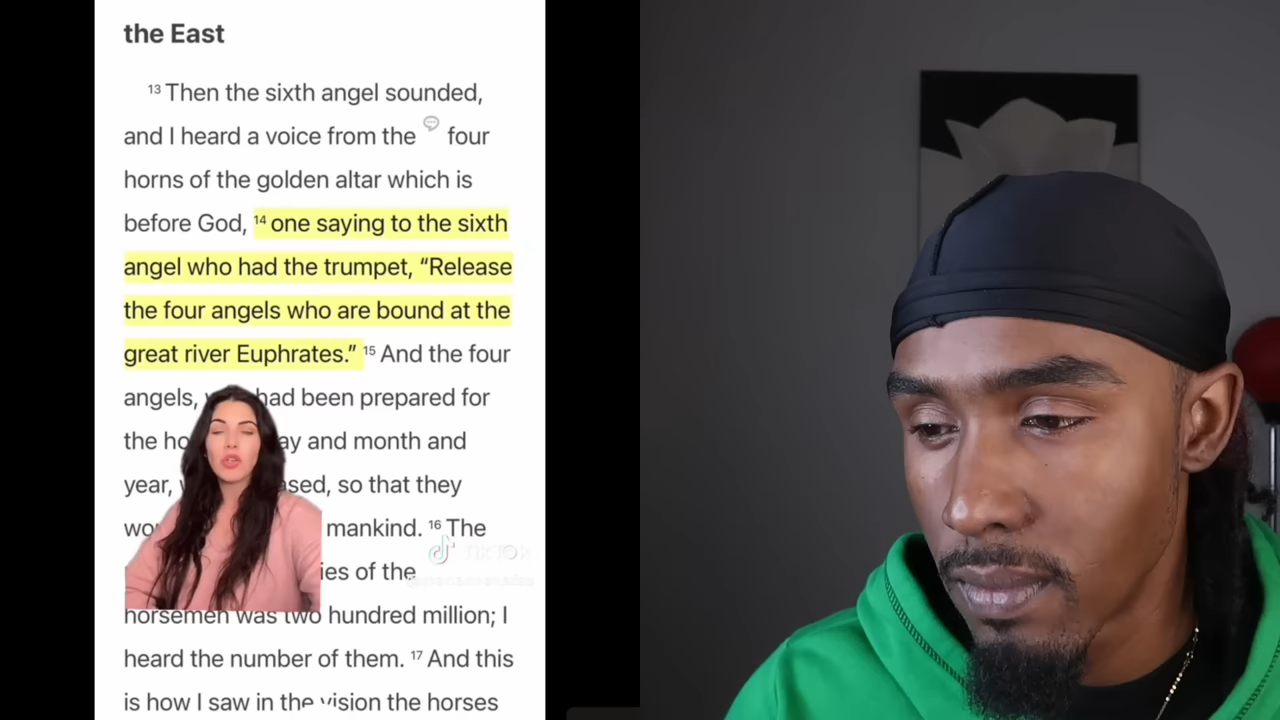 the East
13 Then the sixth angel sounded,
and I heard a voice from the four
horns of the golden altar which is
before God, 14 one saying to the sixth
angel who had the trumpet, “Release
the four angels who are bound at the
great river Euphrates.” 15 And the four
angels, had been prepared for
the and month and
year, so that they
mankind. 16 The
of the
horsemen was two hundred million; I
heard the number of them. 17 And this
is how I saw in the vision the horses
TikTok